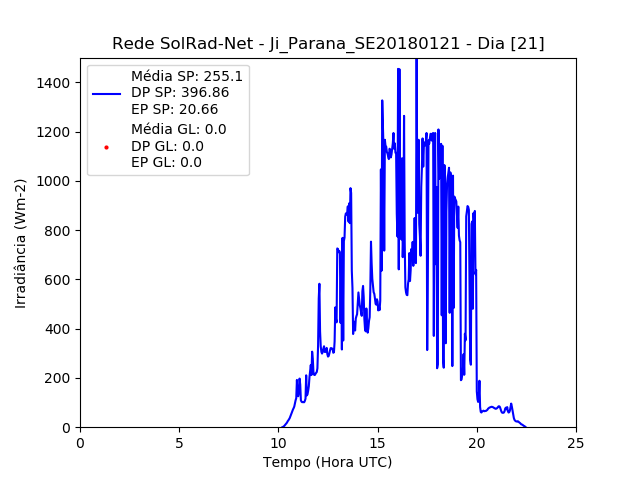 Rede SolRad-Net - Ji_Parana_SE20180121 - Dia [21]
Média SP: 255.1
DP SP: 396.86
EP SP: 20.66
Média GL: 0.0
DP GL: 0.0
EP GL: 0.0
Irradiância (Wm-2)
1400
1200
1000
800
600
400
200
0
0 5 10 15 20 25
Tempo (Hora UTC)